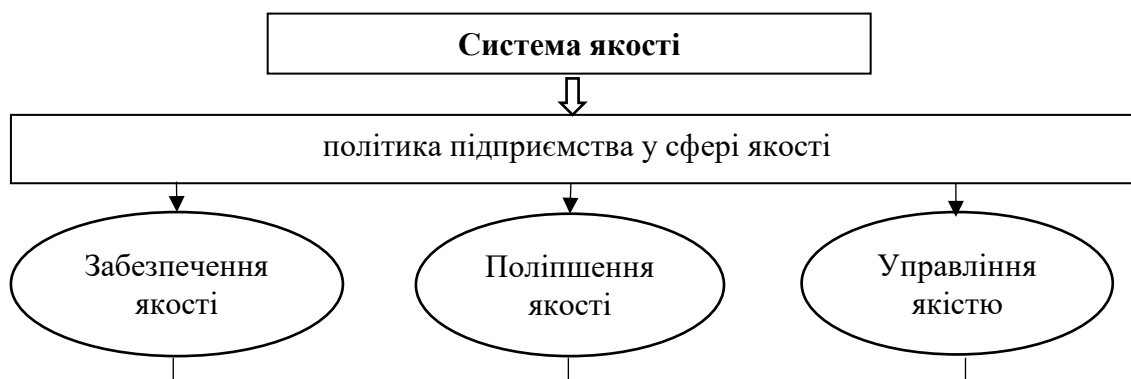 Система якості
політика підприємства у сфері якості
Забезпечення
якості
Поліпшення
якості
Управління
якістю